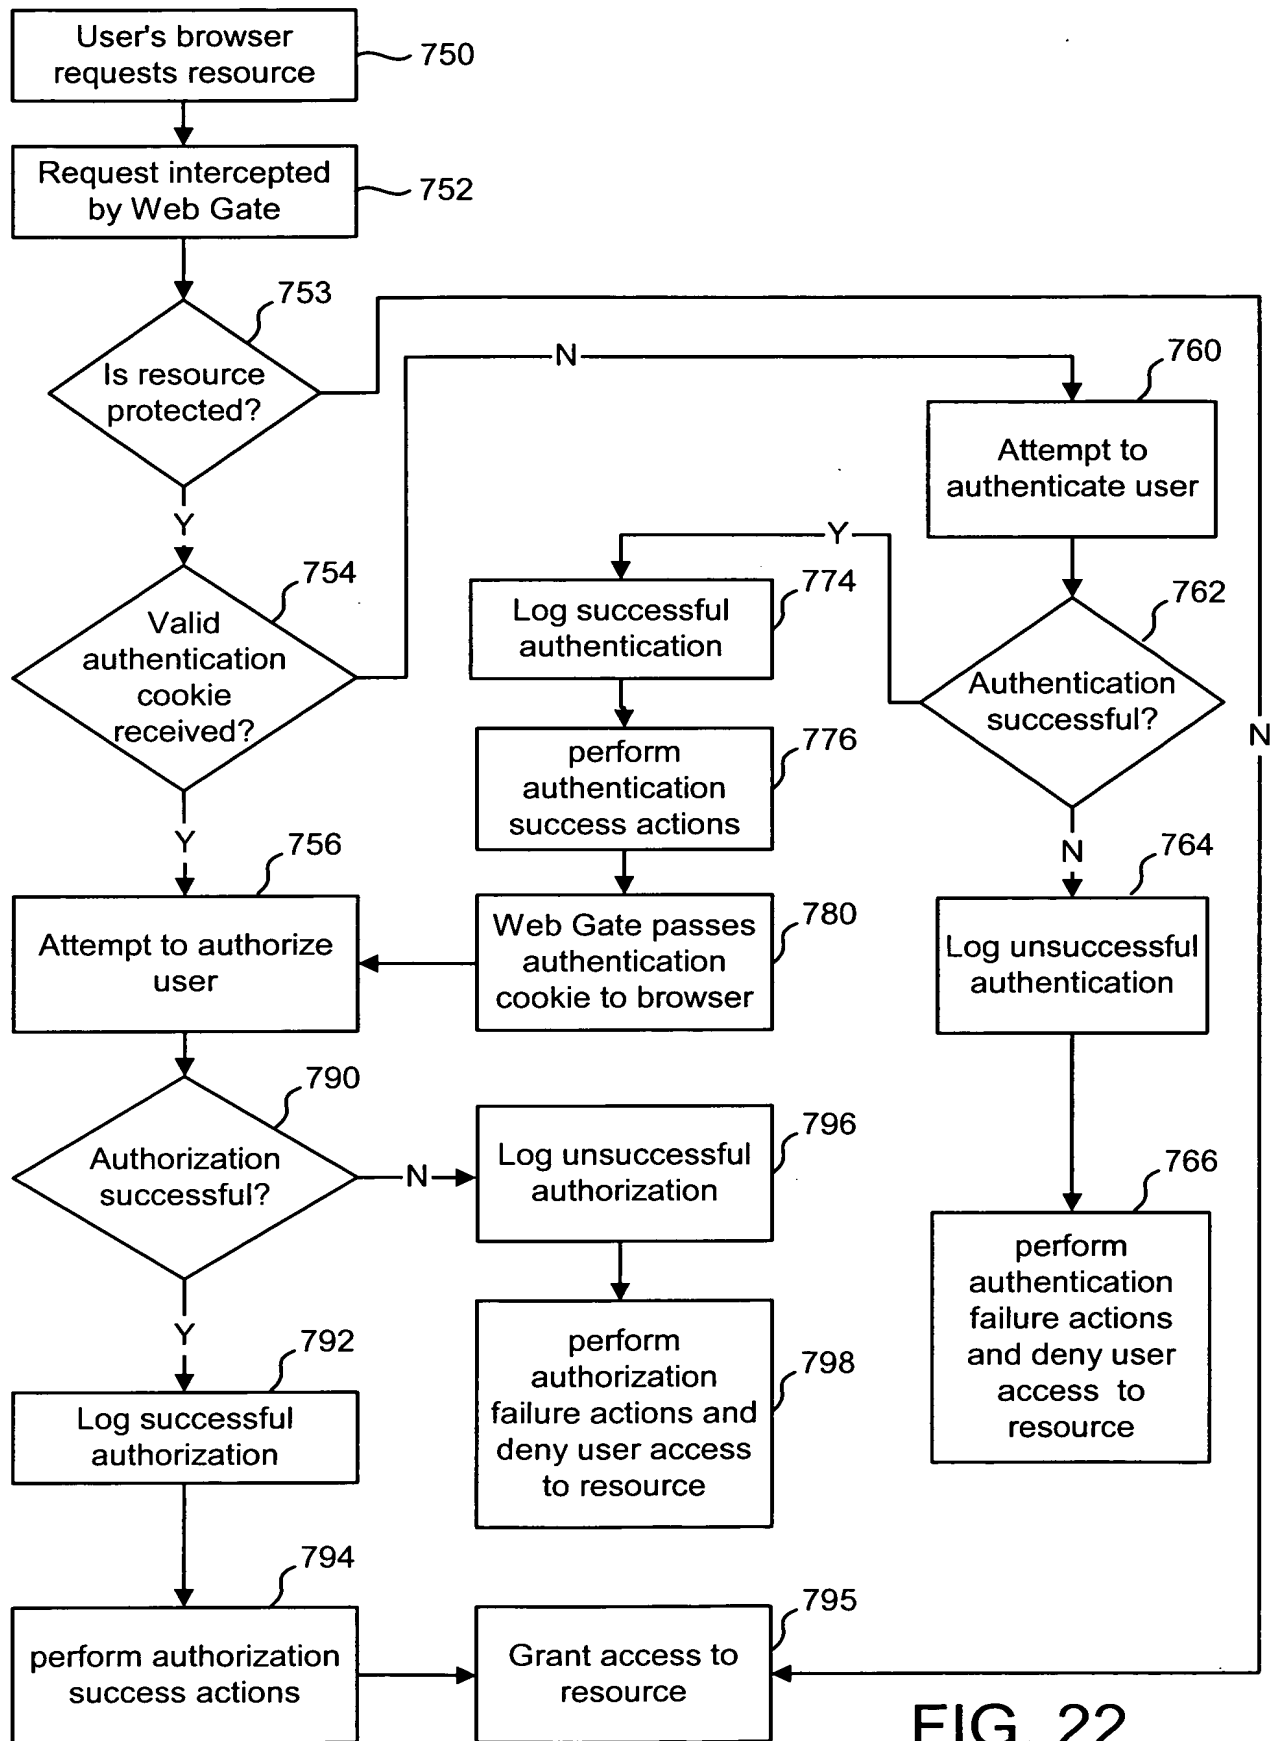 User's browser
requests resource
750
Request intercepted
by Web Gate
752
753
Is resource
protected?
N
760
Attempt to
authenticate user
Y
Y
754
Valid
authentication
cookie
received?
774
Log successful
authentication
762
Authentication
successful?
N
776
perform
authentication
success actions
Y
756
Attempt to authorize
user
780
Web Gate passes
authentication
cookie to browser
N
764
Log unsuccessful
authentication
790
Authorization
successful?
N
796
Log unsuccessful
authorization
766
perform
authentication
failure actions
and deny user
access to
resource
Y
792
Log successful
authorization
798
perform
authorization
failure actions and
deny user access
to resource
794
perform authorization
success actions
795
Grant access to
resource
FIG. 22